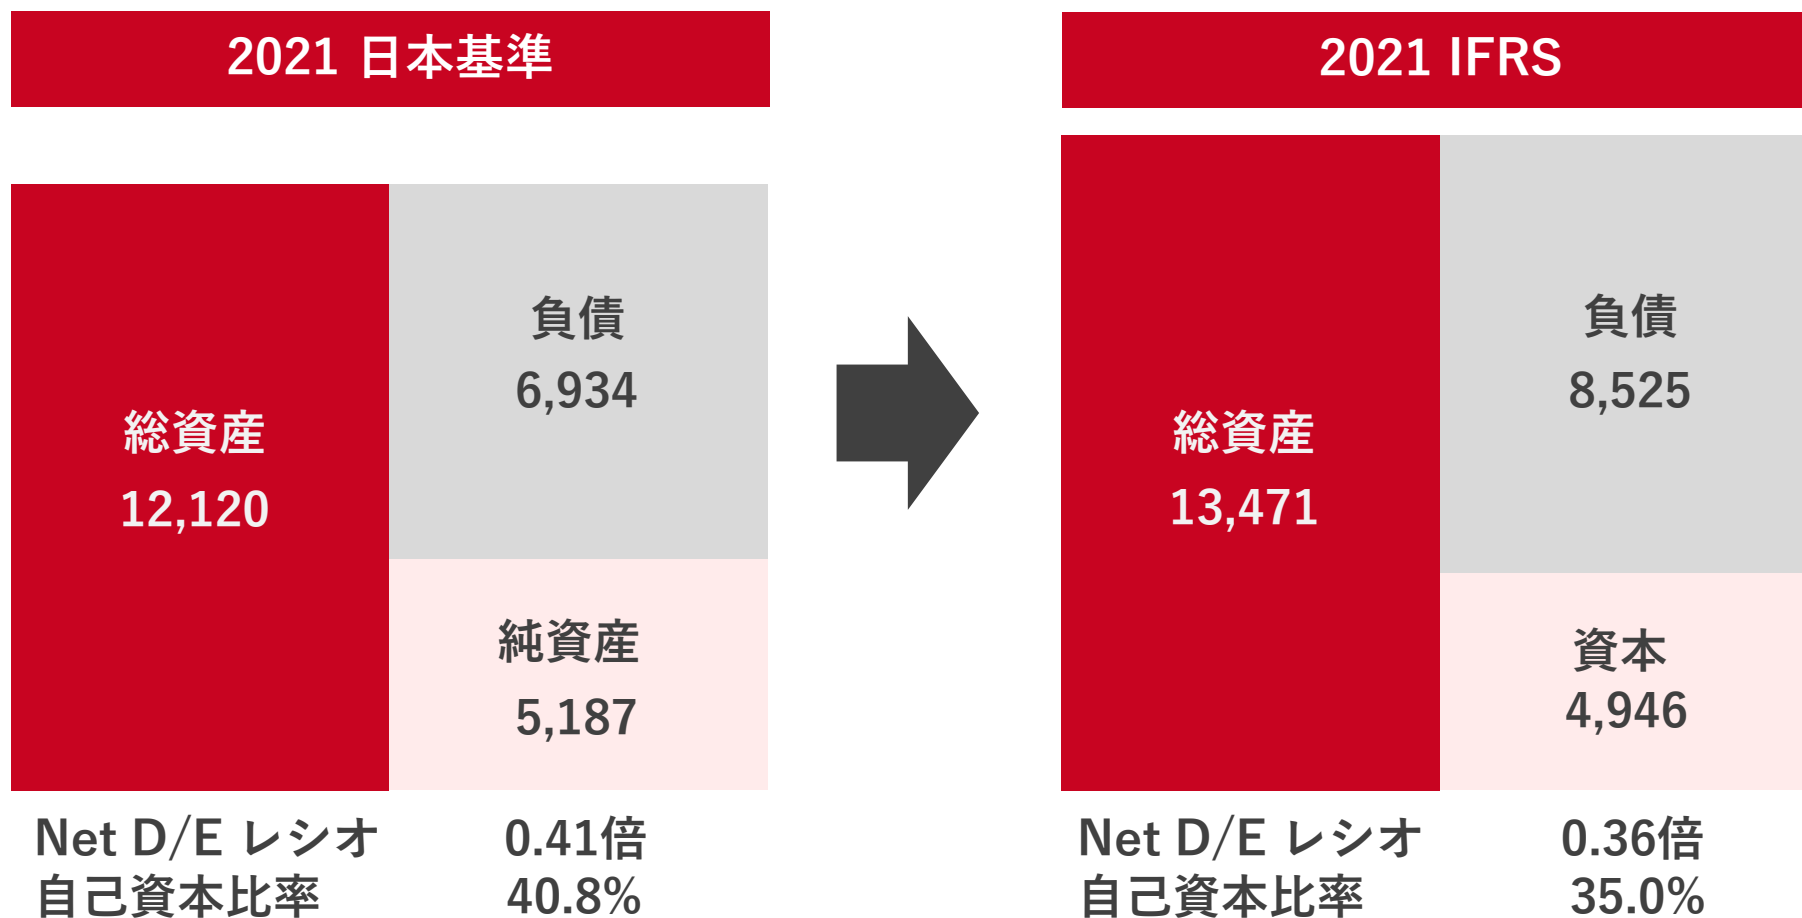 2021 日本基準
総資産
12,120
負債
6,934
純資産
5,187
Net D/E レシオ 0.41倍
自己資本比率 40.8%
2021 IFRS
総資産
13,471
負債
8,525
資本
4,946
Net D/E レシオ 0.36倍
自己資本比率 35.0%